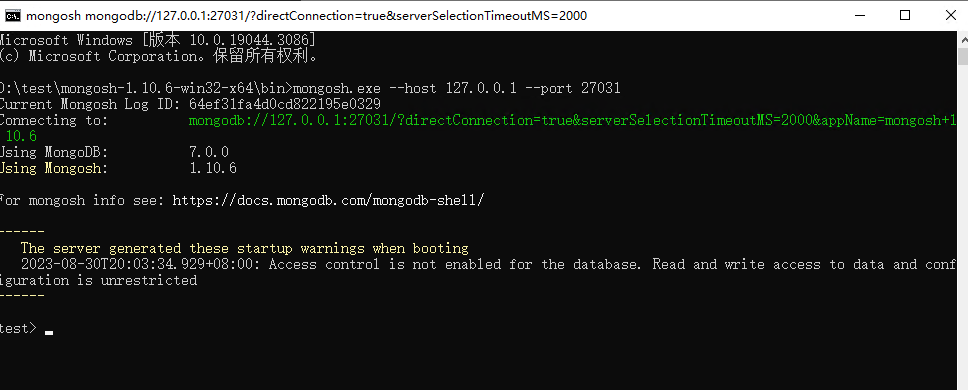 mongosh mongodb://127.0.0.1:27031/?directConnection=true&serverSelectionTimeoutMS=2000
Microsoft Windows [版本 10.0.19044.3086]
(c) Microsoft Corporation。保留所有权利。
D:\test\mongosh-1.10.6-win32-x64\bin>mongosh.exe --host 127.0.0.1 --port 27031
Current Mongosh Log ID: 64ef31fa4d0cd822195e0329
Connecting to: mongodb://127.0.0.1:27031/?directConnection=true&serverSelectionTimeoutMS=2000&appName=mongosh+1
10.6
Using MongoDB: 7.0.0
Using Mongosh: 1.10.6
For mongosh info see: https://docs.mongodb.com/mongodb-shell/
------
The server generated these startup warnings when booting
2023-08-30T20:03:34.929+08:00: Access control is not enabled for the database. Read and write access to data and conf
iguration is unrestricted
------
test>